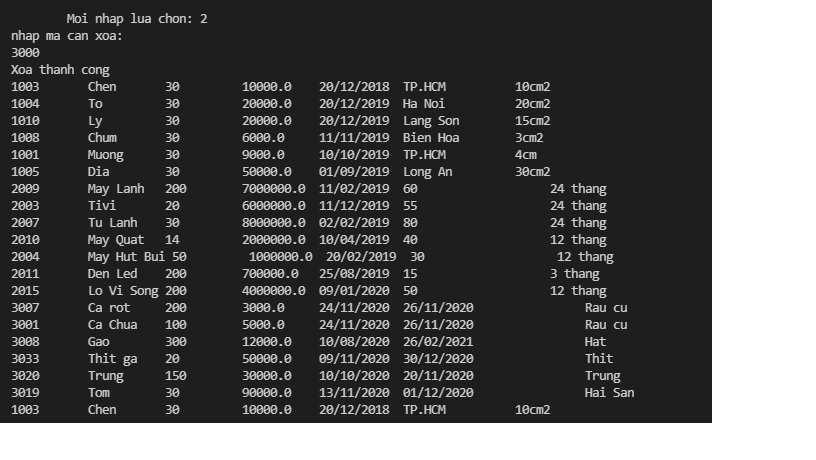 Moi nhap lua chon: 2
nhap ma can xoa:
3000
Xoa thanh cong
1003 Chen 30 10000.0 20/12/2018 TP.HCM 10cm2
1004 To 30 20000.0 20/12/2019 Ha Noi 20cm2
1010 Ly 30 20000.0 20/12/2019 Lang Son 15cm2
1008 Chum 30 6000.0 11/11/2019 Bien Hoa 3cm2
1001 Muong 30 9000.0 10/10/2019 TP.HCM 4cm
1005 Dia 30 50000.0 01/09/2019 Long An 30cm2
2009 May Lanh 200 7000000.0 11/02/2019 60 24 thang
2003 Tivi 20 6000000.0 11/12/2019 55 24 thang
2007 Tu Lanh 30 8000000.0 02/02/2019 80 24 thang
2010 May Quat 14 2000000.0 10/04/2019 40 12 thang
2004 May Hut Bui 50 1000000.0 20/02/2019 30 12 thang
2011 Den Led 200 700000.0 25/08/2019 15 3 thang
2015 Lo Vi Song 200 4000000.0 09/01/2020 50 12 thang
3007 Ca rot 200 3000.0 24/11/2020 26/11/2020 Rau cu
3001 Ca Chua 100 5000.0 24/11/2020 26/11/2020 Rau cu
3008 Gao 300 12000.0 10/08/2020 26/02/2021 Hat
3033 Thit ga 20 50000.0 09/11/2020 30/12/2020 Thit
3020 Trung 150 30000.0 10/10/2020 20/11/2020 Trung
3019 Tom 30 90000.0 13/11/2020 01/12/2020 Hai San
1003 Chen 30 10000.0 20/12/2018 TP.HCM 10cm2